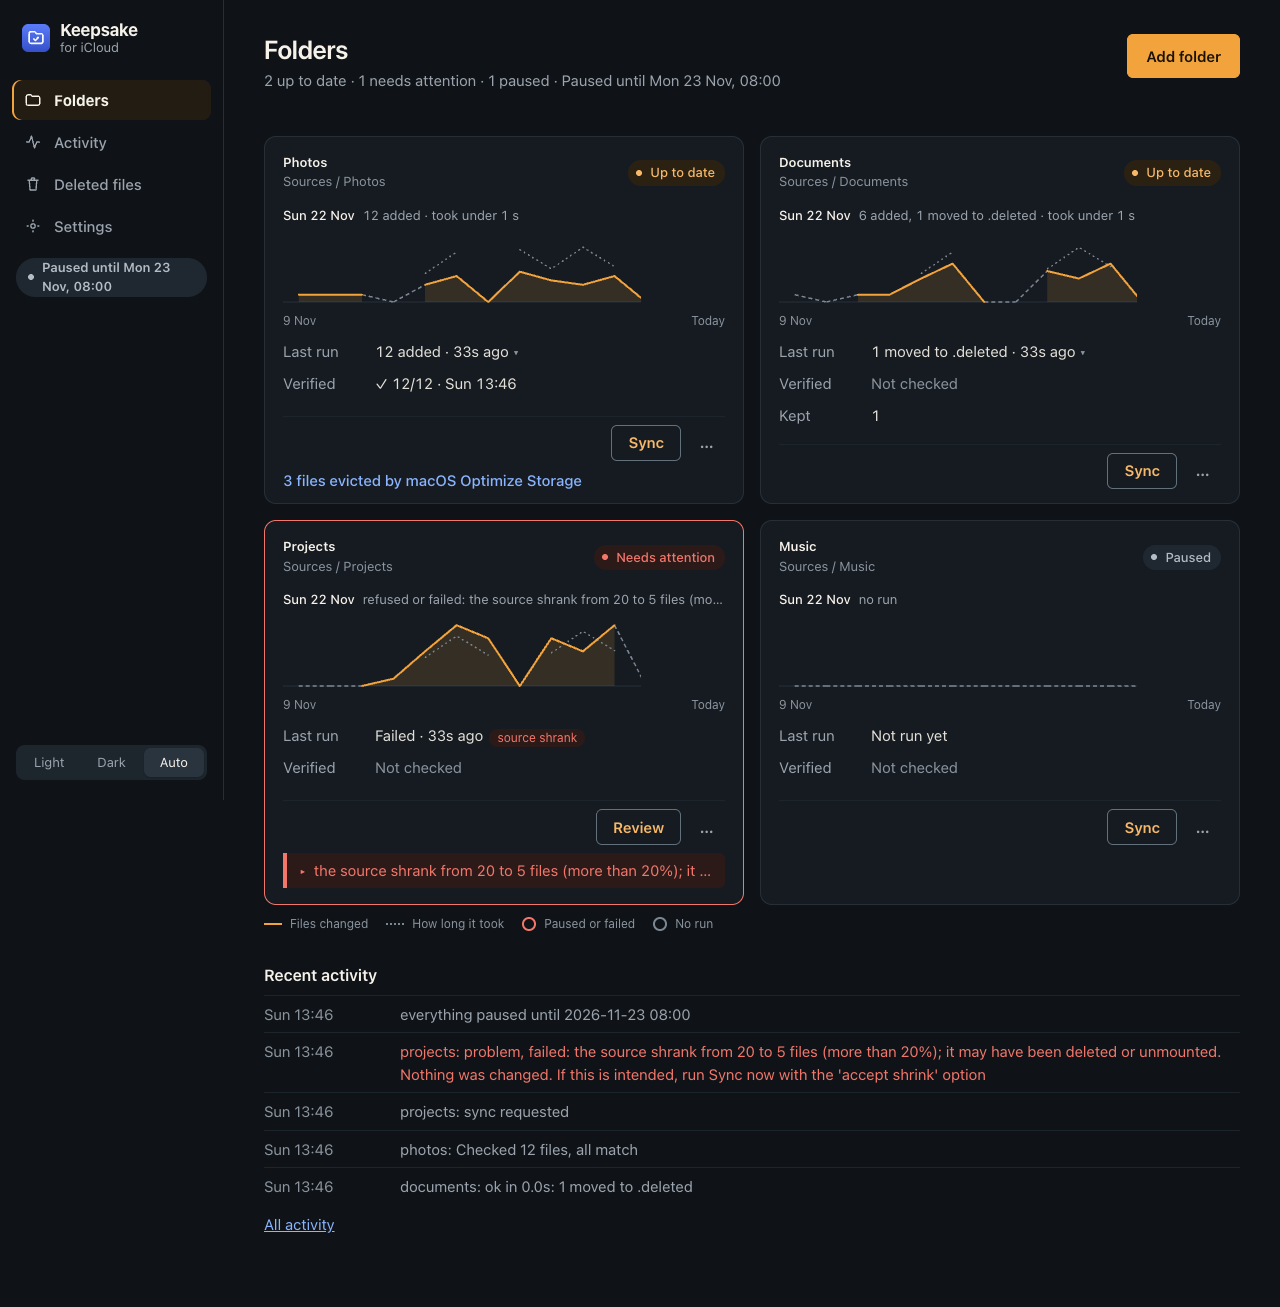 Keepsake
for iCloud
Folders
Activity
Deleted files
Settings
Paused until Mon 23
Nov, 08:00
Light Dark Auto
Folders
2 up to date · 1 needs attention · 1 paused · Paused until Mon 23 Nov, 08:00
Add folder
Photos
Sources / Photos
Up to date
Sun 22 Nov 12 added · took under 1 s
9 Nov Today
Last run 12 added · 33s ago ▾
Verified ✓ 12/12 · Sun 13:46
Sync ...
3 files evicted by macOS Optimize Storage
Documents
Sources / Documents
Up to date
Sun 22 Nov 6 added, 1 moved to .deleted · took under 1 s
9 Nov Today
Last run 1 moved to .deleted · 33s ago ▾
Verified Not checked
Kept 1
Sync ...
Projects
Sources / Projects
Needs attention
Sun 22 Nov refused or failed: the source shrank from 20 to 5 files (mo...
9 Nov Today
Last run Failed · 33s ago source shrank
Verified Not checked
Review ...
▸ the source shrank from 20 to 5 files (more than 20%); it ...
Music
Sources / Music
Paused
Sun 22 Nov no run
9 Nov Today
Last run Not run yet
Verified Not checked
Sync ...
Files changed How long it took Paused or failed No run
Recent activity
Sun 13:46 everything paused until 2026-11-23 08:00
Sun 13:46 projects: problem, failed: the source shrank from 20 to 5 files (more than 20%); it may have been deleted or unmounted.
Nothing was changed. If this is intended, run Sync now with the 'accept shrink' option
Sun 13:46 projects: sync requested
Sun 13:46 photos: Checked 12 files, all match
Sun 13:46 documents: ok in 0.0s: 1 moved to .deleted
All activity